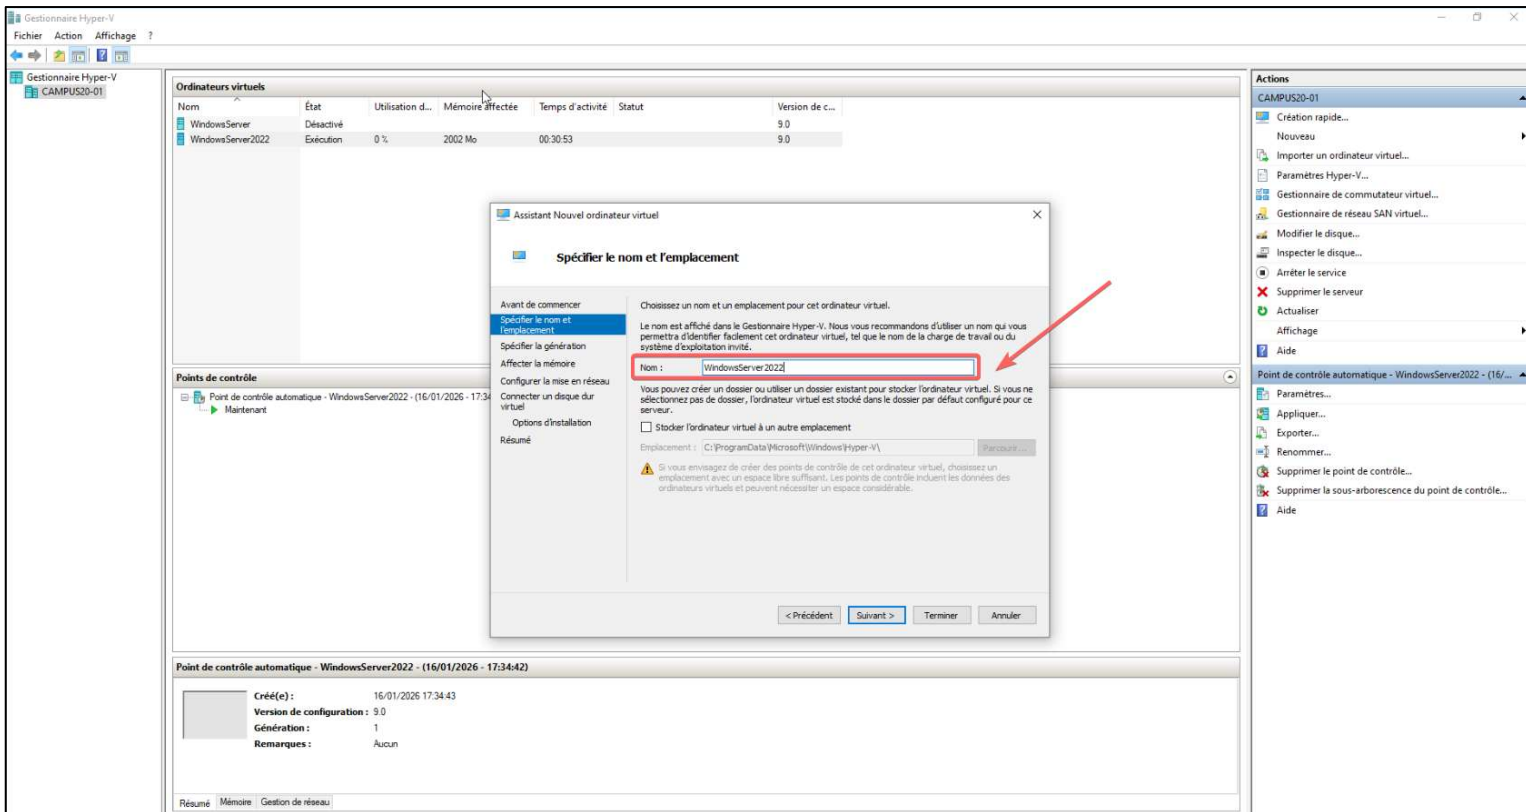 Gestionnaire Hyper-V
Fichier Action Affichage ?
Gestionnaire Hyper-V
CAMPUS20-01
Ordinateurs virtuels
Nom État Utilisation d... Mémoire affectée Temps d'activité Statut Version de c...
WindowsServer Désactivé 9.0
WindowsServer2022 Exécution 0 % 2002 Mo 00:30:53 9.0
Points de contrôle
Point de contrôle automatique - WindowsServer2022 - (16/01/2026 - 17:34
Maintenant
Assistant Nouvel ordinateur virtuel
Spécifier le nom et l'emplacement
Avant de commencer
Spécifier le nom et
l'emplacement
Spécifier la génération
Affecter la mémoire
Configurer la mise en réseau
Connecter un disque dur
virtuel
Options d'installation
Résumé
Choisissez un nom et un emplacement pour cet ordinateur virtuel.
Le nom est affiché dans le Gestionnaire Hyper-V. Nous vous recommandons d'utiliser un nom qui vous
permettra d'identifier facilement cet ordinateur virtuel, tel que le nom de la charge de travail ou du
système d'exploitation invité.
Nom : WindowsServer2022
Vous pouvez créer un dossier ou utiliser un dossier existant pour stocker l'ordinateur virtuel. Si vous ne
sélectionnez pas de dossier, l'ordinateur virtuel est stocké dans le dossier par défaut configuré pour ce
serveur.
Stocker l'ordinateur virtuel à un autre emplacement
Emplacement : C:\ProgramData\Microsoft\Windows\Hyper-V\ Parcourir...
Si vous envisagez de créer des points de contrôle de cet ordinateur virtuel, choisissez un
emplacement avec un espace libre suffisant. Les points de contrôle incluent les données des
ordinateurs virtuels et peuvent nécessiter un espace considérable.
< Précédent Suivant > Terminer Annuler
Point de contrôle automatique - WindowsServer2022 - (16/01/2026 - 17:34:42)
Créé(e) : 16/01/2026 17:34:43
Version de configuration : 9.0
Génération : 1
Remarques : Aucun
Résumé Mémoire Gestion de réseau
Actions
CAMPUS20-01
Création rapide...
Nouveau
Importer un ordinateur virtuel...
Paramètres Hyper-V...
Gestionnaire de commutateur virtuel...
Gestionnaire de réseau SAN virtuel...
Modifier le disque...
Inspecter le disque...
Arrêter le service
Supprimer le serveur
Actualiser
Affichage
Aide
Point de contrôle automatique - WindowsServer2022 - (16/...
Paramètres...
Appliquer...
Exporter...
Renommer...
Supprimer le point de contrôle...
Supprimer la sous-arborescence du point de contrôle...
Aide